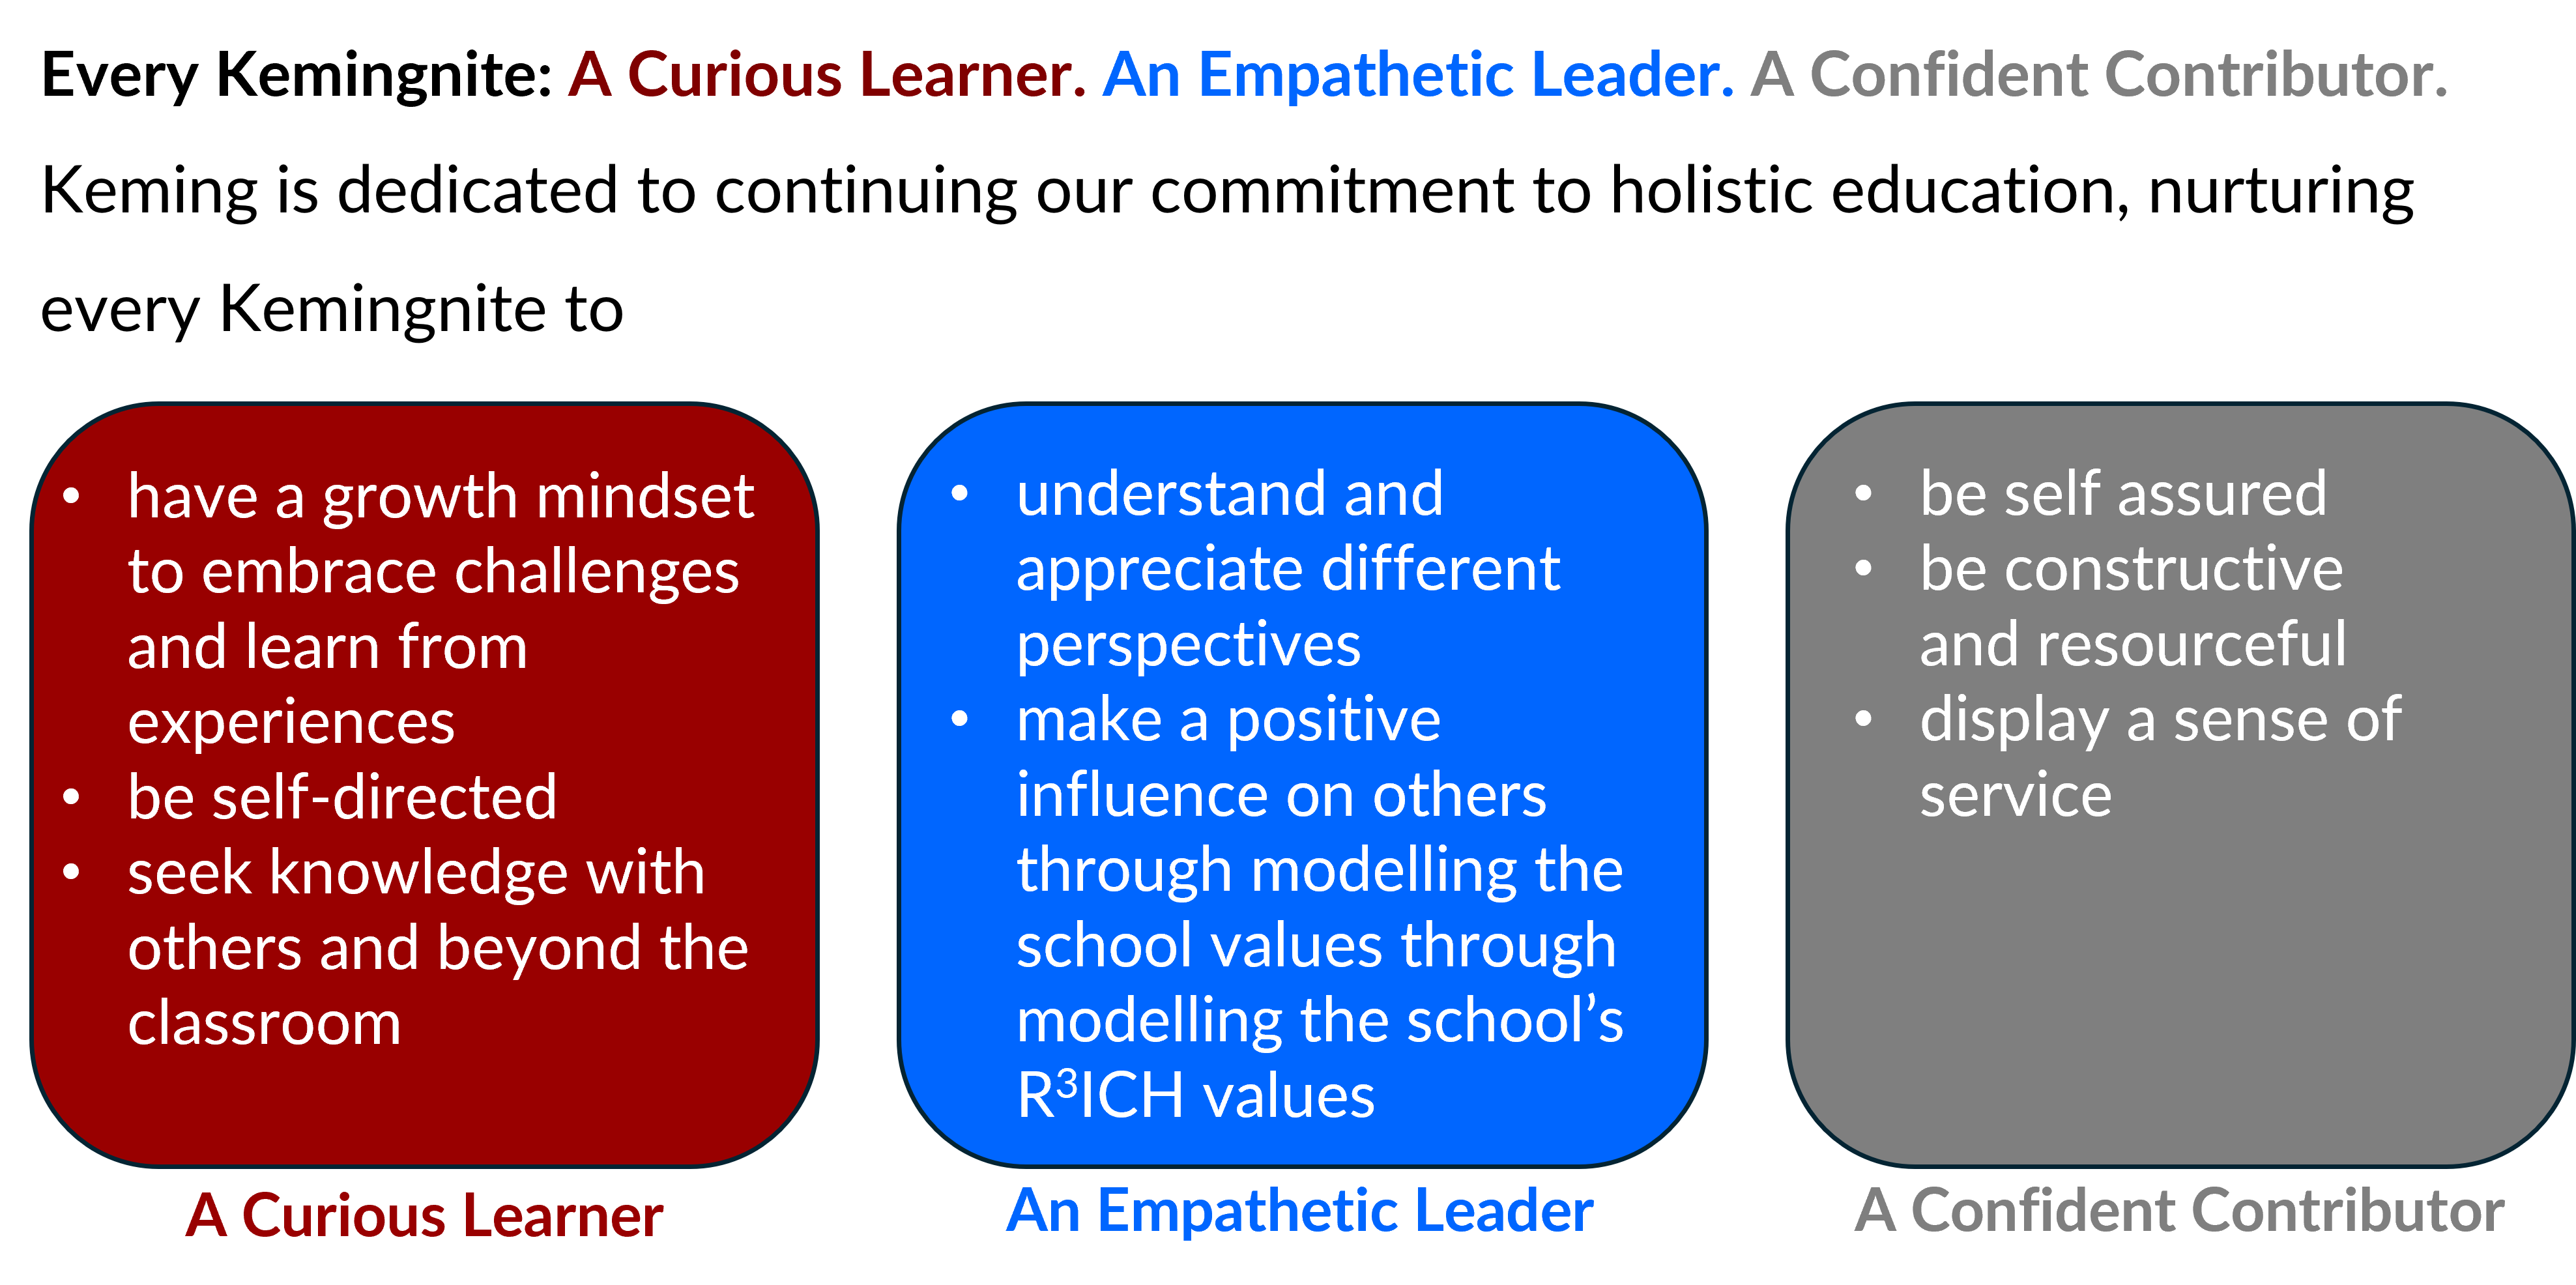 Every Kemingnite: A Curious Learner. An Empathetic Leader. A Confident Contributor.
Keming is dedicated to continuing our commitment to holistic education, nurturing
every Kemingnite to
• have a growth mindset
to embrace challenges
and learn from
experiences
• be self-directed
• seek knowledge with
others and beyond the
classroom
A Curious Learner
• understand and
appreciate different
perspectives
• make a positive
influence on others
through modelling the
school values through
modelling the school’s
R³ICH values
An Empathetic Leader
• be self assured
• be constructive
and resourceful
• display a sense of
service
A Confident Contributor